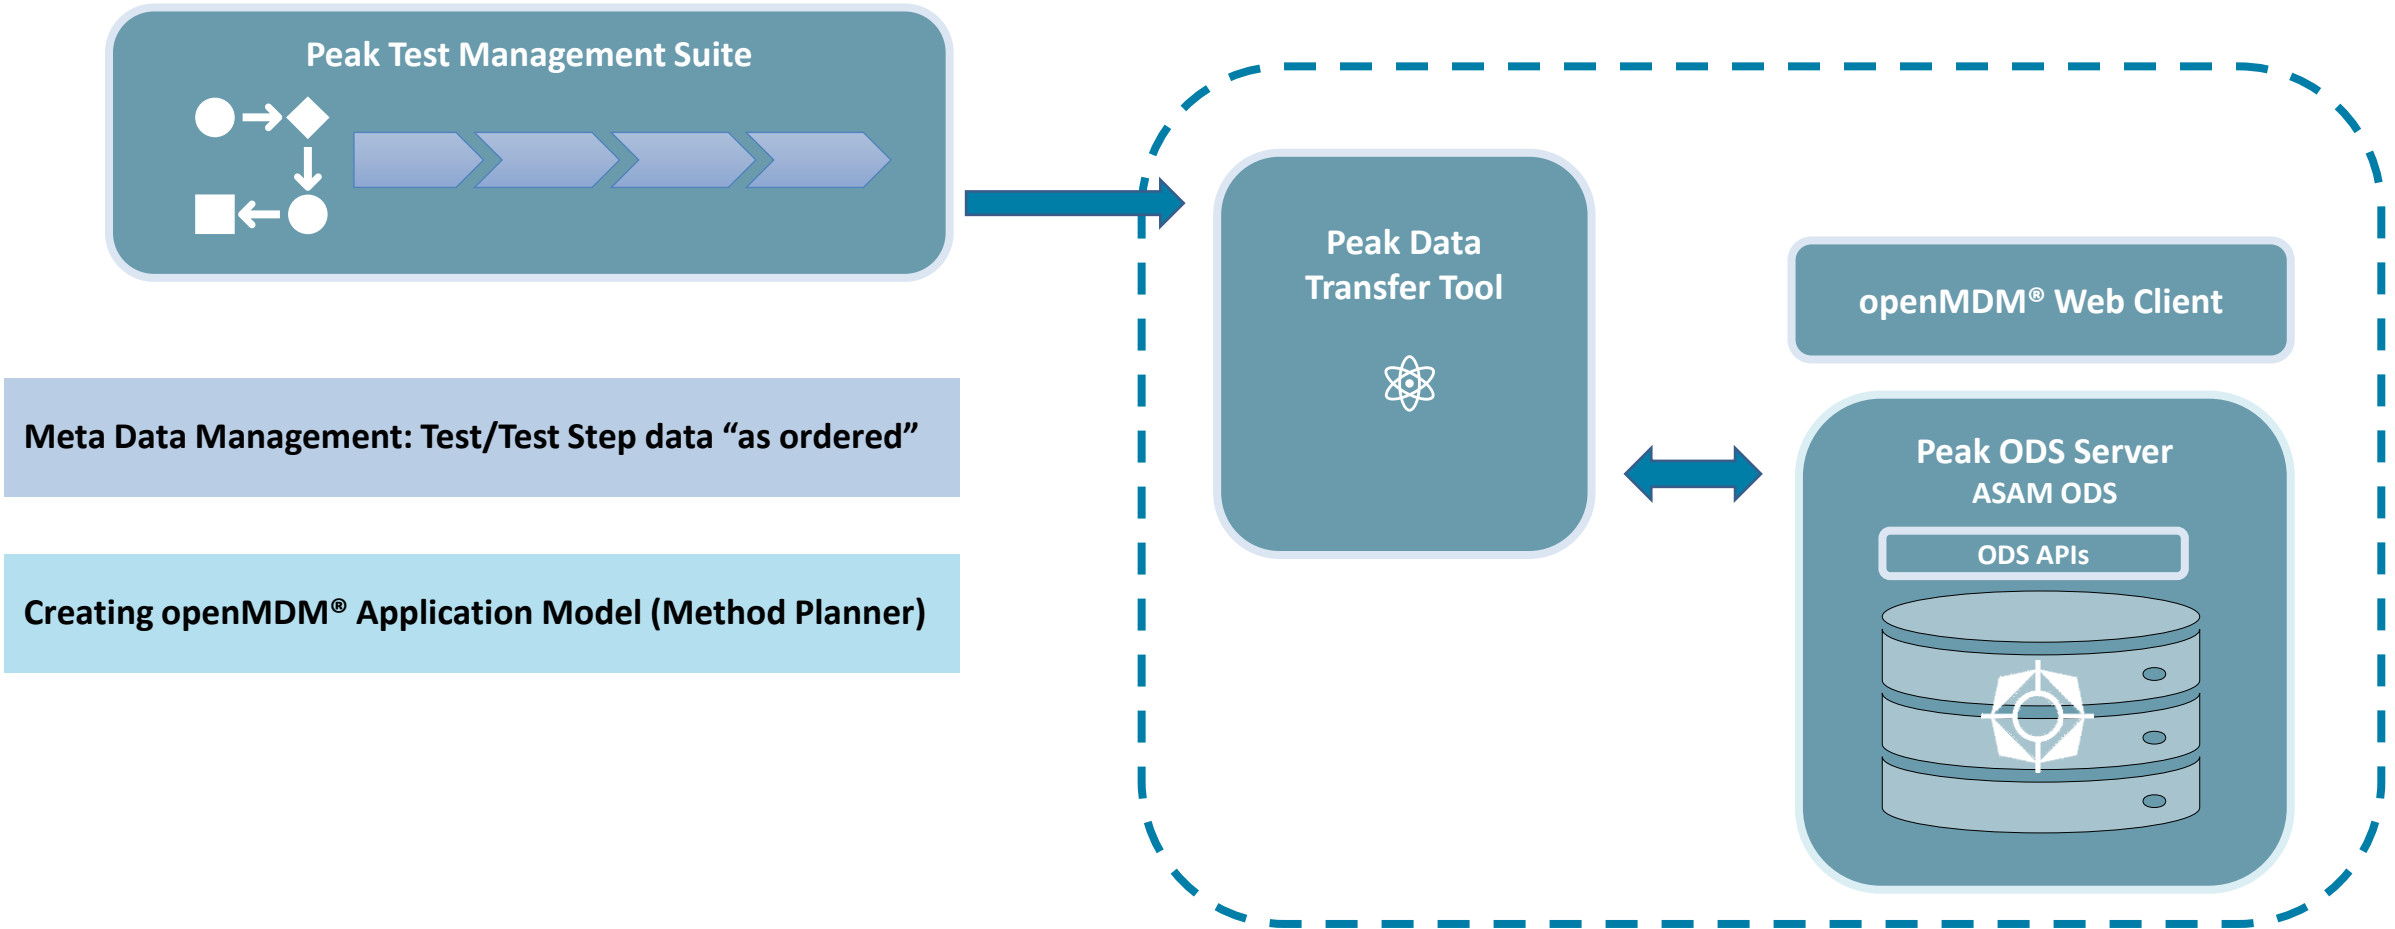 Peak Test Management Suite
Meta Data Management: Test/Test Step data “as ordered”
Creating openMDM® Application Model (Method Planner)
Peak Data
Transfer Tool
openMDM® Web Client
Peak ODS Server
ASAM ODS
ODS APIs